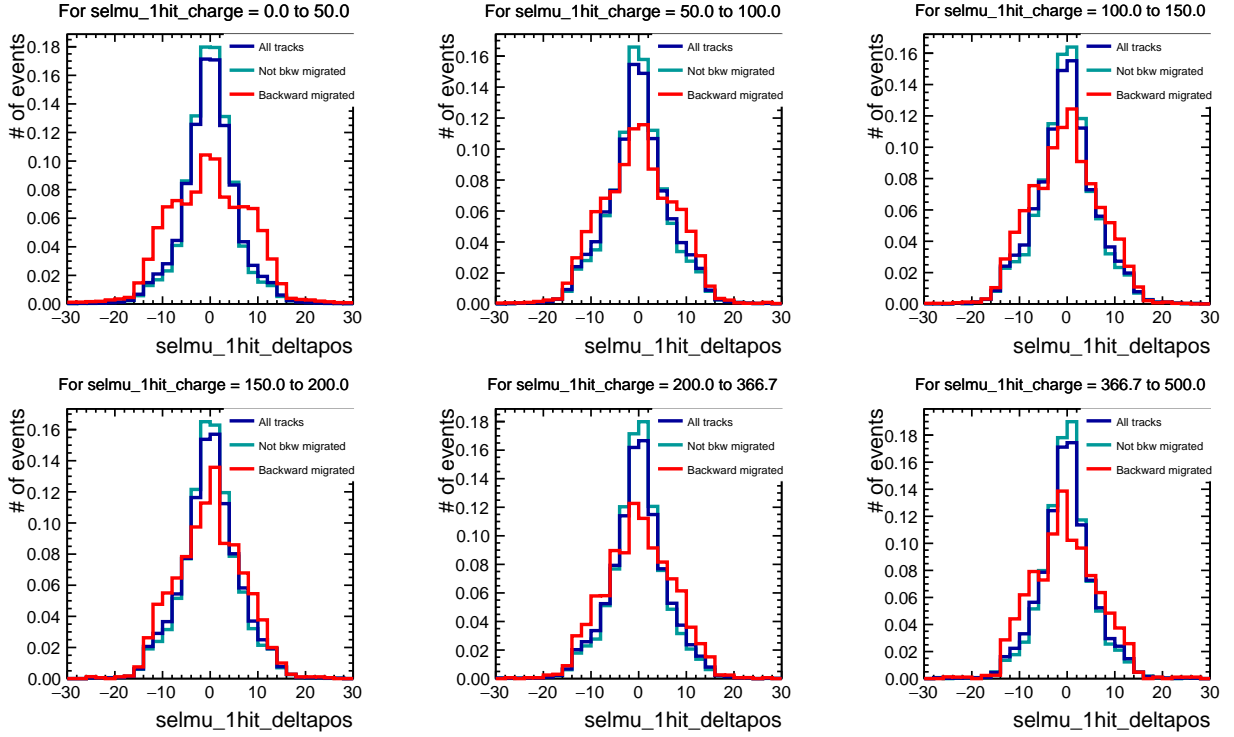 For selmu_1hit_charge = 0.0 to 50.0
# of events
0.18
0.16
0.14
0.12
0.10
0.08
0.06
0.04
0.02
0.00
All tracks
Not bkw migrated
Backward migrated
−30 −20 −10 0 10 20 30
selmu_1hit_deltapos
For selmu_1hit_charge = 50.0 to 100.0
# of events
0.16
0.14
0.12
0.10
0.08
0.06
0.04
0.02
0.00
All tracks
Not bkw migrated
Backward migrated
−30 −20 −10 0 10 20 30
selmu_1hit_deltapos
For selmu_1hit_charge = 100.0 to 150.0
# of events
0.16
0.14
0.12
0.10
0.08
0.06
0.04
0.02
0.00
All tracks
Not bkw migrated
Backward migrated
−30 −20 −10 0 10 20 30
selmu_1hit_deltapos
For selmu_1hit_charge = 150.0 to 200.0
# of events
0.16
0.14
0.12
0.10
0.08
0.06
0.04
0.02
0.00
All tracks
Not bkw migrated
Backward migrated
−30 −20 −10 0 10 20 30
selmu_1hit_deltapos
For selmu_1hit_charge = 200.0 to 366.7
# of events
0.18
0.16
0.14
0.12
0.10
0.08
0.06
0.04
0.02
0.00
All tracks
Not bkw migrated
Backward migrated
−30 −20 −10 0 10 20 30
selmu_1hit_deltapos
For selmu_1hit_charge = 366.7 to 500.0
# of events
0.18
0.16
0.14
0.12
0.10
0.08
0.06
0.04
0.02
0.00
All tracks
Not bkw migrated
Backward migrated
−30 −20 −10 0 10 20 30
selmu_1hit_deltapos